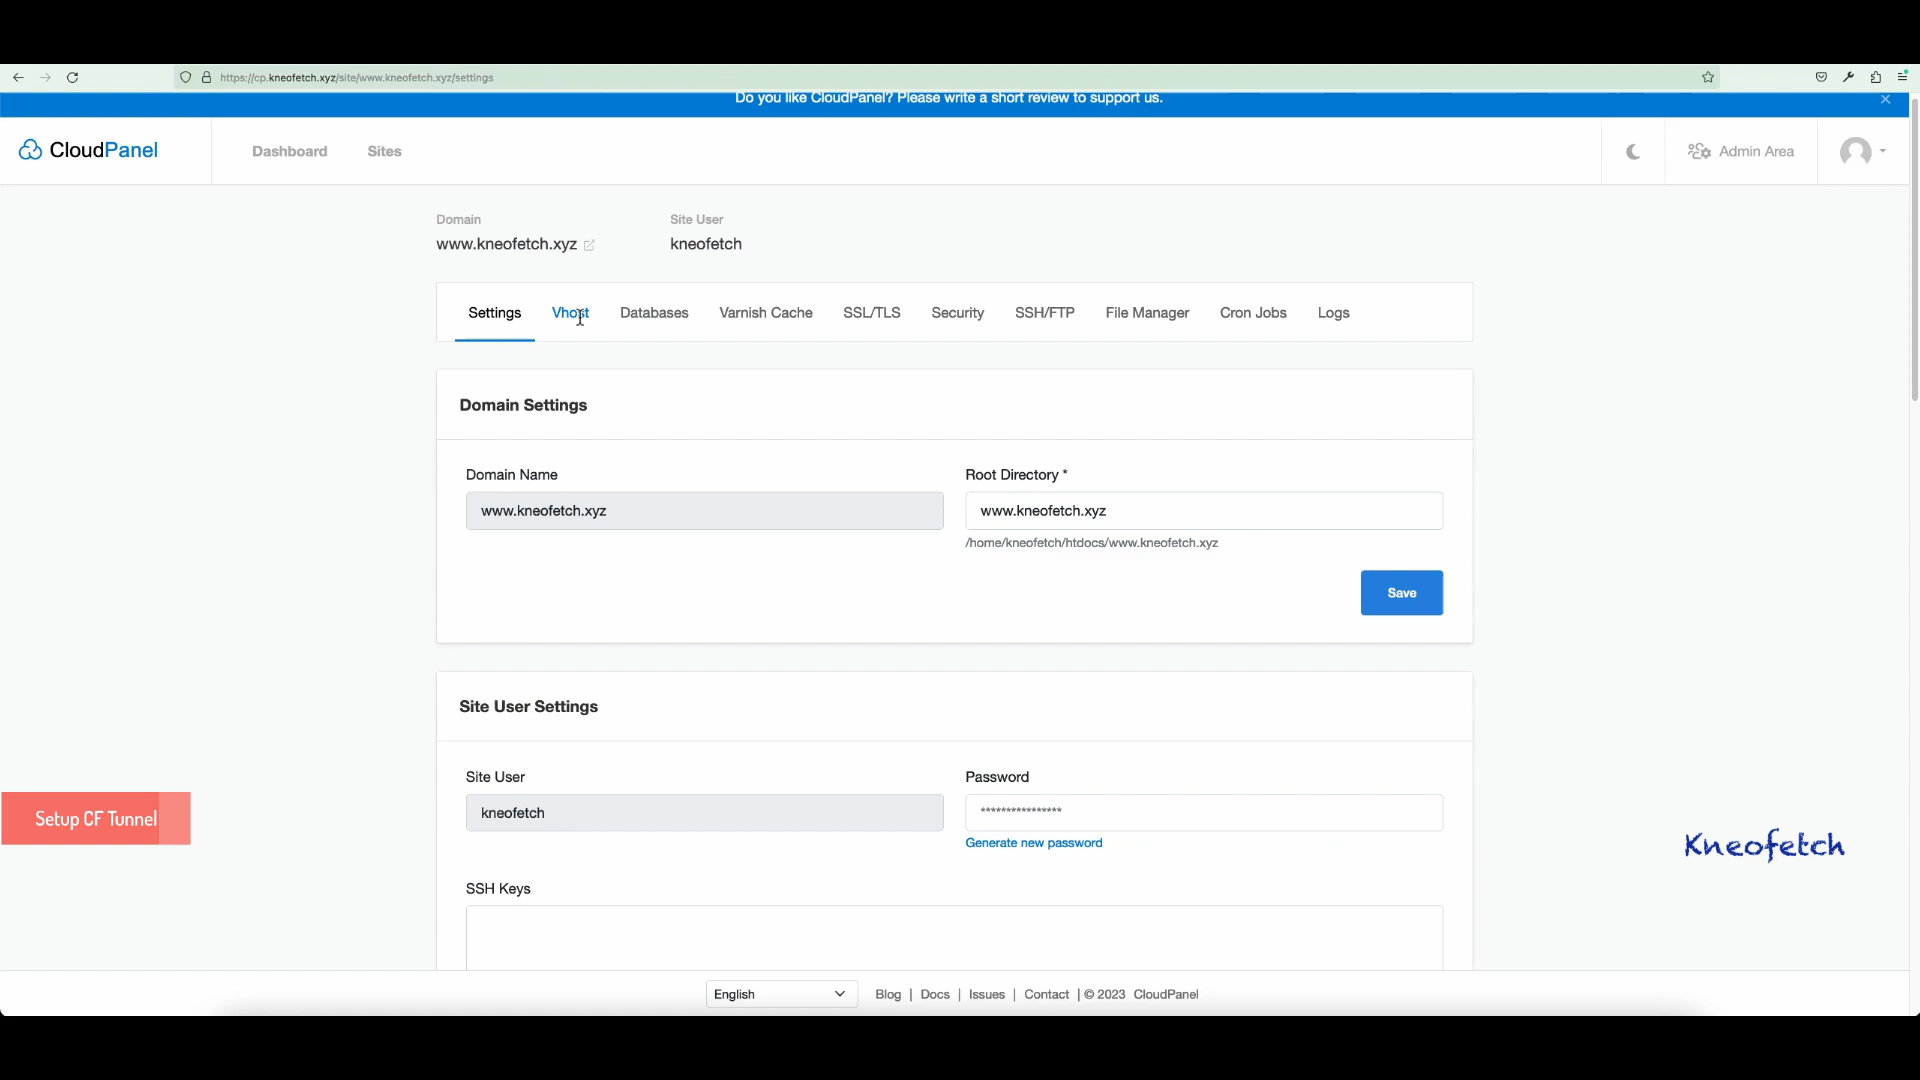 https://cp.kneofetch.xyz/site/www.kneofetch.xyz/settings
Do you like CloudPanel? Please write a short review to support us.
CloudPanel
Dashboard
Sites
Admin Area
Domain
Site User
www.kneofetch.xyz
kneofetch
Settings
Vhost
Databases
Varnish Cache
SSL/TLS
Security
SSH/FTP
File Manager
Cron Jobs
Logs
Domain Settings
Domain Name
Root Directory *
www.kneofetch.xyz
www.kneofetch.xyz
/home/kneofetch/htdocs/www.kneofetch.xyz
Save
Site User Settings
Site User
Password
kneofetch
****************
Generate new password
Setup CF Tunnel
Kneofetch
SSH Keys
English
Blog | Docs | Issues | Contact | © 2023 CloudPanel